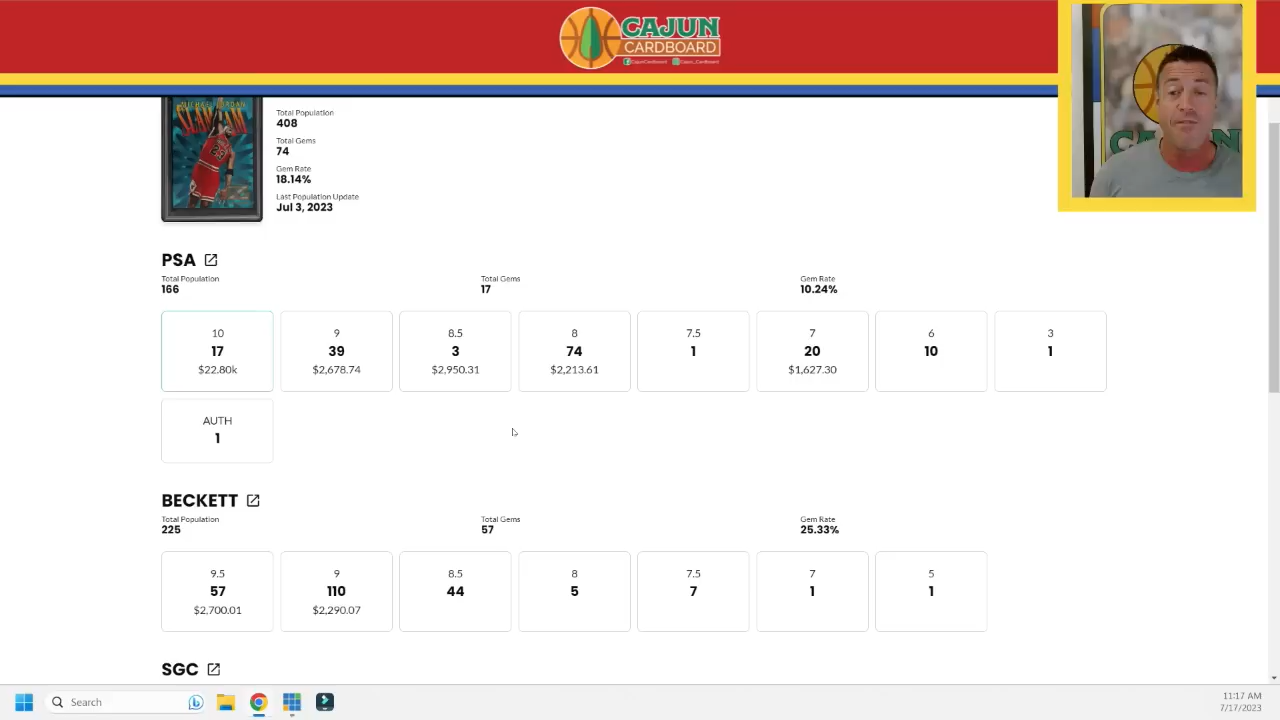 CAJUN
CARDBOARD
CajunCardboard Cajun_Cardboard
MICHAEL JORDAN
Total Population
408
Total Gems
74
Gem Rate
18.14%
Last Population Update
Jul 3, 2023
PSA
Total Population
166
Total Gems
17
Gem Rate
10.24%
10
17
$22.80k
9
39
$2,678.74
8.5
3
$2,950.31
8
74
$2,213.61
7.5
1
7
20
$1,627.30
6
10
3
1
AUTH
1
BECKETT
Total Population
225
Total Gems
57
Gem Rate
25.33%
9.5
57
$2,700.01
9
110
$2,290.07
8.5
44
8
5
7.5
7
7
1
5
1
SGC
Search
11:17 AM
7/17/2023